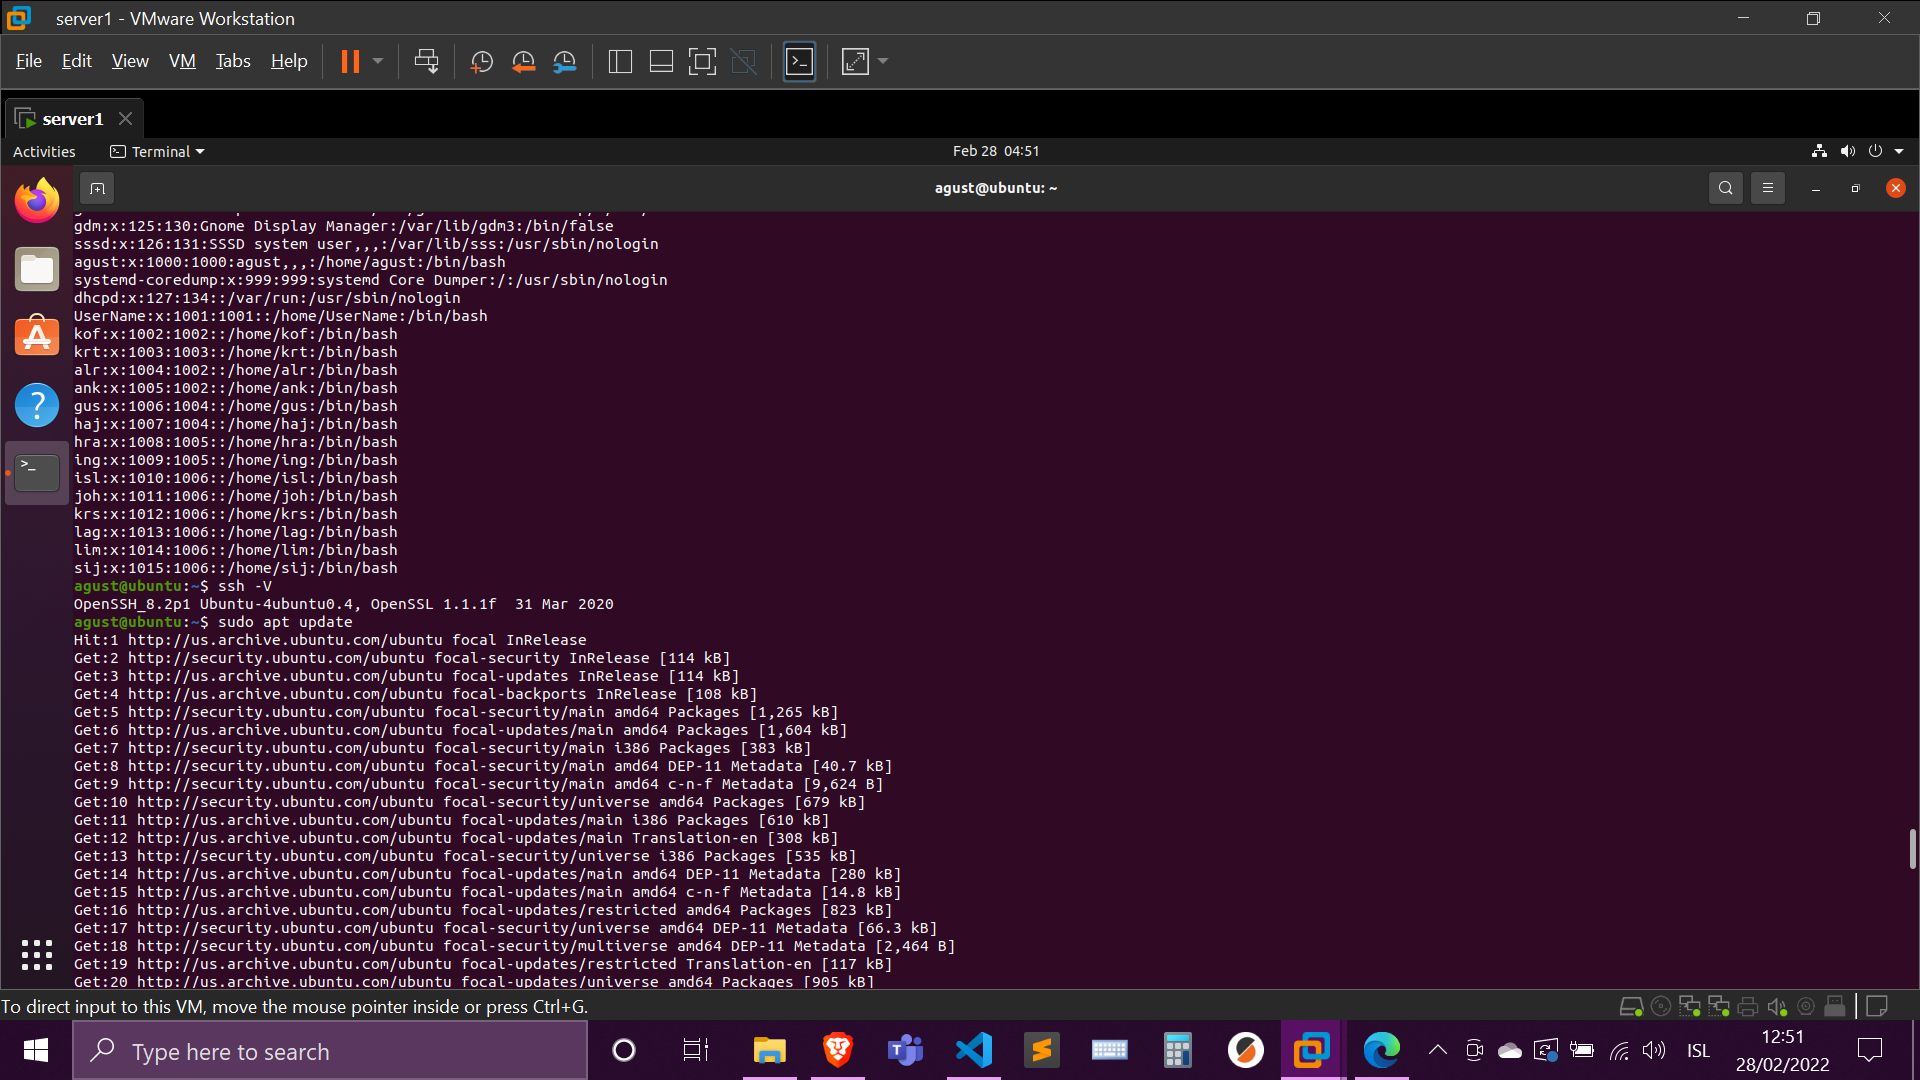 server1 - VMware Workstation
File Edit View VM Tabs Help
server1
Activities Terminal Feb 28 04:51
agust@ubuntu: ~
gdm:x:125:130:Gnome Display Manager:/var/lib/gdm3:/bin/false
sssd:x:126:131:SSSD system user,,,:/var/lib/sss:/usr/sbin/nologin
agust:x:1000:1000:agust,,,:/home/agust:/bin/bash
systemd-coredump:x:999:999:systemd Core Dumper:/:/usr/sbin/nologin
dhcpd:x:127:134::/var/run:/usr/sbin/nologin
UserName:x:1001:1001::/home/UserName:/bin/bash
kof:x:1002:1002::/home/kof:/bin/bash
krt:x:1003:1003::/home/krt:/bin/bash
alr:x:1004:1002::/home/alr:/bin/bash
ank:x:1005:1002::/home/ank:/bin/bash
gus:x:1006:1004::/home/gus:/bin/bash
haj:x:1007:1004::/home/haj:/bin/bash
hra:x:1008:1005::/home/hra:/bin/bash
ing:x:1009:1005::/home/ing:/bin/bash
isl:x:1010:1006::/home/isl:/bin/bash
joh:x:1011:1006::/home/joh:/bin/bash
krs:x:1012:1006::/home/krs:/bin/bash
lag:x:1013:1006::/home/lag:/bin/bash
lim:x:1014:1006::/home/lim:/bin/bash
sij:x:1015:1006::/home/sij:/bin/bash
agust@ubuntu:~$ ssh -V
OpenSSH_8.2p1 Ubuntu-4ubuntu0.4, OpenSSL 1.1.1f  31 Mar 2020
agust@ubuntu:~$ sudo apt update
Hit:1 http://us.archive.ubuntu.com/ubuntu focal InRelease
Get:2 http://security.ubuntu.com/ubuntu focal-security InRelease [114 kB]
Get:3 http://us.archive.ubuntu.com/ubuntu focal-updates InRelease [114 kB]
Get:4 http://us.archive.ubuntu.com/ubuntu focal-backports InRelease [108 kB]
Get:5 http://security.ubuntu.com/ubuntu focal-security/main amd64 Packages [1,265 kB]
Get:6 http://us.archive.ubuntu.com/ubuntu focal-updates/main amd64 Packages [1,604 kB]
Get:7 http://security.ubuntu.com/ubuntu focal-security/main i386 Packages [383 kB]
Get:8 http://security.ubuntu.com/ubuntu focal-security/main amd64 DEP-11 Metadata [40.7 kB]
Get:9 http://security.ubuntu.com/ubuntu focal-security/main amd64 c-n-f Metadata [9,624 B]
Get:10 http://security.ubuntu.com/ubuntu focal-security/universe amd64 Packages [679 kB]
Get:11 http://us.archive.ubuntu.com/ubuntu focal-updates/main i386 Packages [610 kB]
Get:12 http://us.archive.ubuntu.com/ubuntu focal-updates/main Translation-en [308 kB]
Get:13 http://security.ubuntu.com/ubuntu focal-security/universe i386 Packages [535 kB]
Get:14 http://us.archive.ubuntu.com/ubuntu focal-updates/main amd64 DEP-11 Metadata [280 kB]
Get:15 http://us.archive.ubuntu.com/ubuntu focal-updates/main amd64 c-n-f Metadata [14.8 kB]
Get:16 http://us.archive.ubuntu.com/ubuntu focal-updates/restricted amd64 Packages [823 kB]
Get:17 http://security.ubuntu.com/ubuntu focal-security/universe amd64 DEP-11 Metadata [66.3 kB]
Get:18 http://security.ubuntu.com/ubuntu focal-security/multiverse amd64 DEP-11 Metadata [2,464 B]
Get:19 http://us.archive.ubuntu.com/ubuntu focal-updates/restricted Translation-en [117 kB]
Get:20 http://us.archive.ubuntu.com/ubuntu focal-updates/universe amd64 Packages [905 kB]
To direct input to this VM, move the mouse pointer inside or press Ctrl+G.
Type here to search
ISL
12:51
28/02/2022